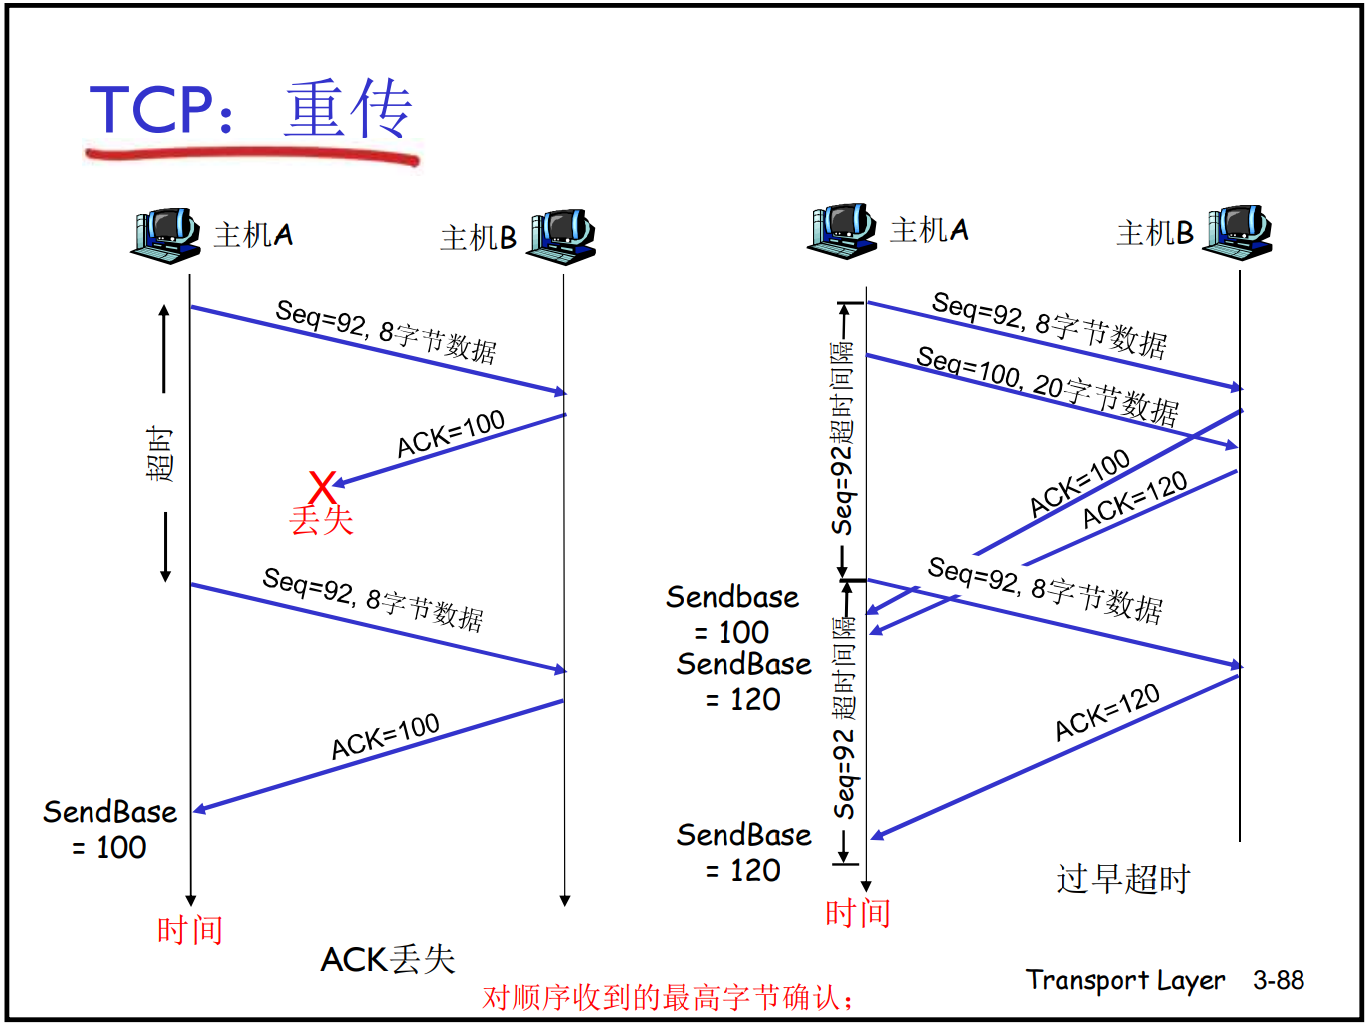 TCP：重传
主机A
主机B
Seq=92, 8字节数据
ACK=100
X
丢失
超时
Seq=92, 8字节数据
ACK=100
SendBase
= 100
时间
ACK丢失
主机A
主机B
Seq=92, 8字节数据
Seq=100, 20字节数据
Seq=92超时间隔
ACK=100
ACK=120
Seq=92, 8字节数据
Sendbase
= 100
SendBase
= 120
Seq=92 超时间隔
ACK=120
SendBase
= 120
时间
过早超时
对顺序收到的最高字节确认；
Transport Layer 3-88